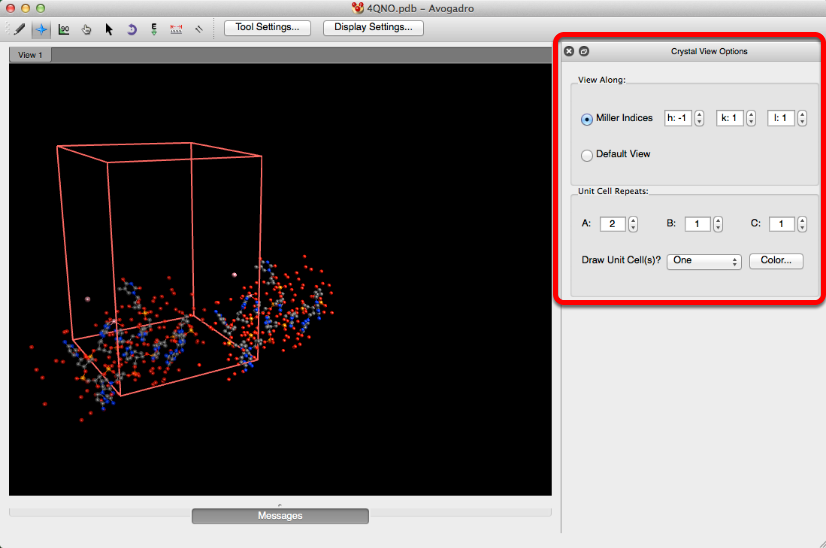 4QNO.pdb – Avogadro
90
E
Tool Settings...
Display Settings...
View 1
Crystal View Options
View Along:
Miller Indices
h: -1
k: 1
l: 1
Default View
Unit Cell Repeats:
A: 2
B: 1
C: 1
Draw Unit Cell(s)?
One
Color...
Messages